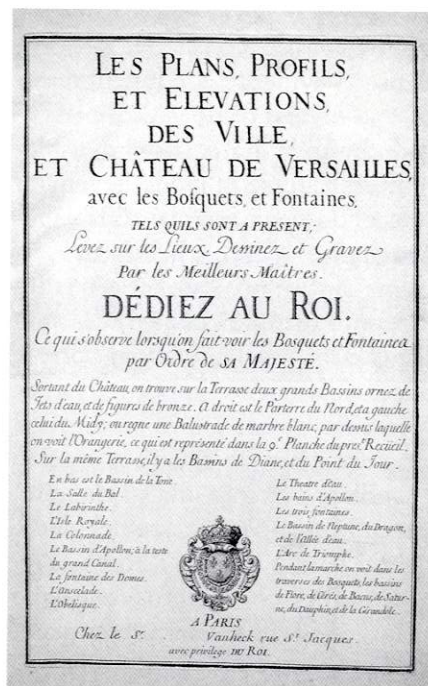 LES PLANS, PROFILS,
ET ELEVATIONS,
DES VILLE,
ET CHÂTEAU DE VERSAILLES,
avec les Bosquets, et Fontaines,
TELS QUILS SONT A PRESENT;
Levez sur les Lieux, Dessinez et Gravez
Par les Meilleurs Maîtres.
DÉDIEZ AU ROI.
Ce qui s'observe lorsqu'on fait voir les Bosquets et Fontaines
par Ordre de SA MAJESTÉ.
Sortant du Château, on trouve sur la Terrasse deux grands Bassins ornez de
Jets d'eau, et de figures de bronze. A droit est le Parterre du Nord, et a gauche
celui du Midy; ou regne une Balustrade de marbre blanc, par dessus laquelle
on voit l'Orangerie, ce qui est représenté dans la 9.e Planche du pres.t Recüeil.
Sur la même Terrasse, il y a les Bassins de Diane, et du Point du Jour.
En bas est le Bassin de la Tone.
La Salle du Bal.
Le Labirinthe.
L'Isle Royale.
La Colonnade.
Le Bassin d'Apollon; à la teste
du grand Canal.
La fontaine des Domes.
L'Encelade.
L'Obelisque.
Le Theatre d'eau.
Les bains d'Apollon.
Les trois fontaines.
Le Bassin de Neptune, du Dragon,
et de l'allée d'eau.
L'Arc de Triomphe.
Pendant la marche on voit dans les
traverses des Bosquets, les bassins
de Flore, de Cérés, de Bacus, de Satur-
ne, du Dauphin, et de la Girandole.
A PARIS
Chez le Sr. Vanheck rue St. Jacques.
avec privilege DU ROI.